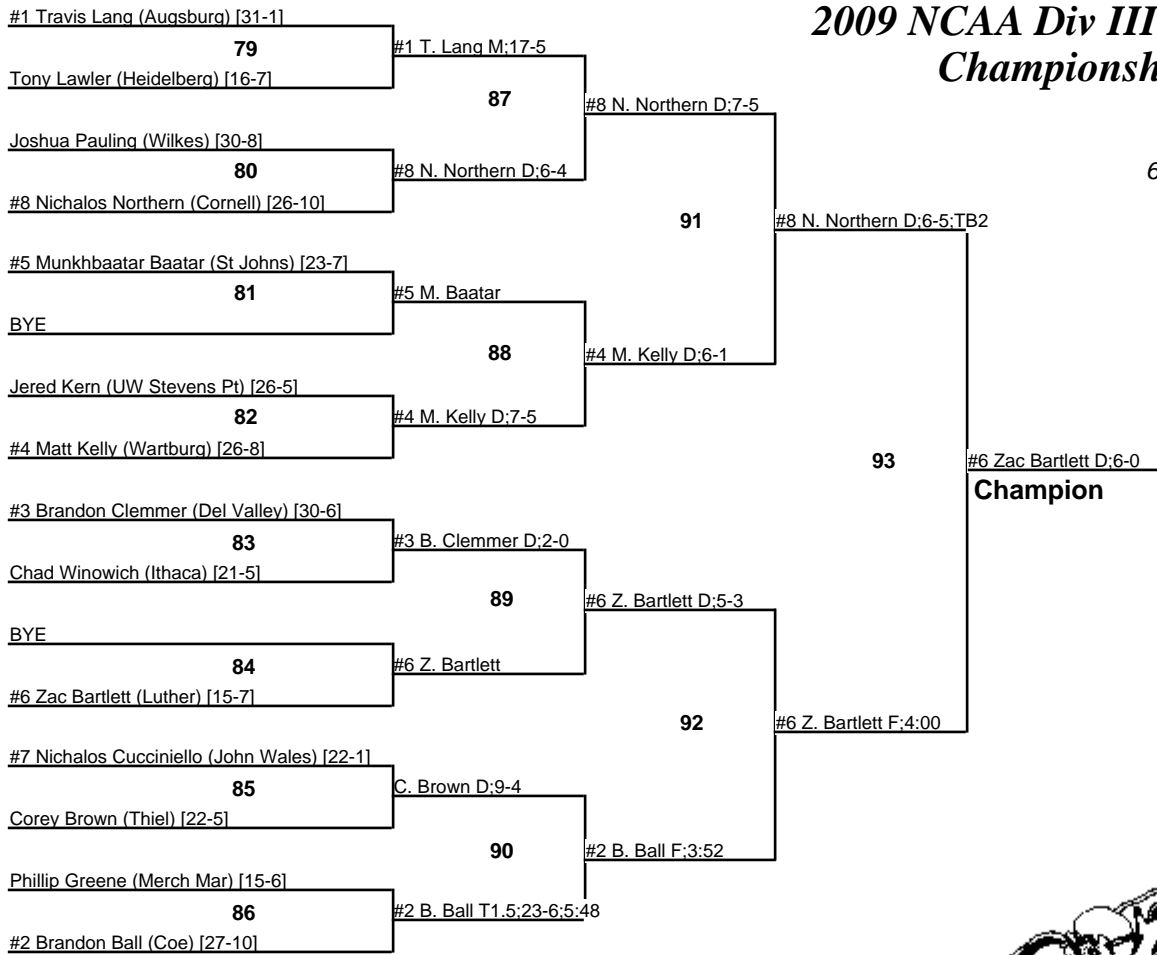 2009 NCAA Div III
Championsh
6
#1 Travis Lang (Augsburg) [31-1]
79
Tony Lawler (Heidelberg) [16-7]
Joshua Pauling (Wilkes) [30-8]
80
#8 Nichalos Northern (Cornell) [26-10]
#5 Munkhbaatar Baatar (St Johns) [23-7]
81
BYE
Jered Kern (UW Stevens Pt) [26-5]
82
#4 Matt Kelly (Wartburg) [26-8]
#3 Brandon Clemmer (Del Valley) [30-6]
83
Chad Winowich (Ithaca) [21-5]
BYE
84
#6 Zac Bartlett (Luther) [15-7]
#7 Nichalos Cucciniello (John Wales) [22-1]
85
Corey Brown (Thiel) [22-5]
Phillip Greene (Merch Mar) [15-6]
86
#2 Brandon Ball (Coe) [27-10]
#1 T. Lang M;17-5
87
#8 N. Northern D;6-4
#5 M. Baatar
88
#4 M. Kelly D;7-5
#3 B. Clemmer D;2-0
89
#6 Z. Bartlett
C. Brown D;9-4
90
#2 B. Ball T1.5;23-6;5:48
#8 N. Northern D;7-5
91
#4 M. Kelly D;6-1
#6 Z. Bartlett D;5-3
92
#2 B. Ball F;3:52
#8 N. Northern D;6-5;TB2
93
#6 Z. Bartlett F;4:00
#6 Zac Bartlett D;6-0
Champion